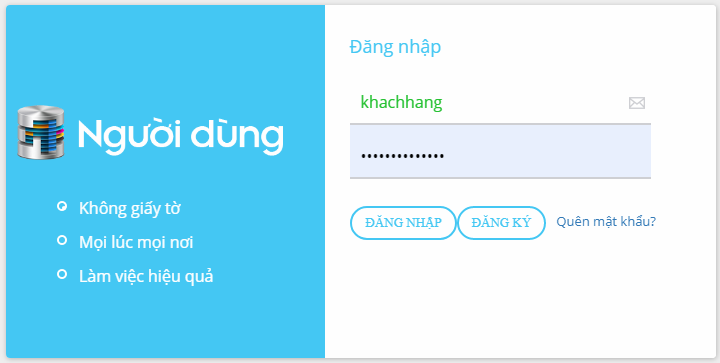 Người dùng
Không giấy tờ
Mọi lúc mọi nơi
Làm việc hiệu quả
Đăng nhập
khachhang
••••••••••••••
ĐĂNG NHẬP ĐĂNG KÝ Quên mật khẩu?